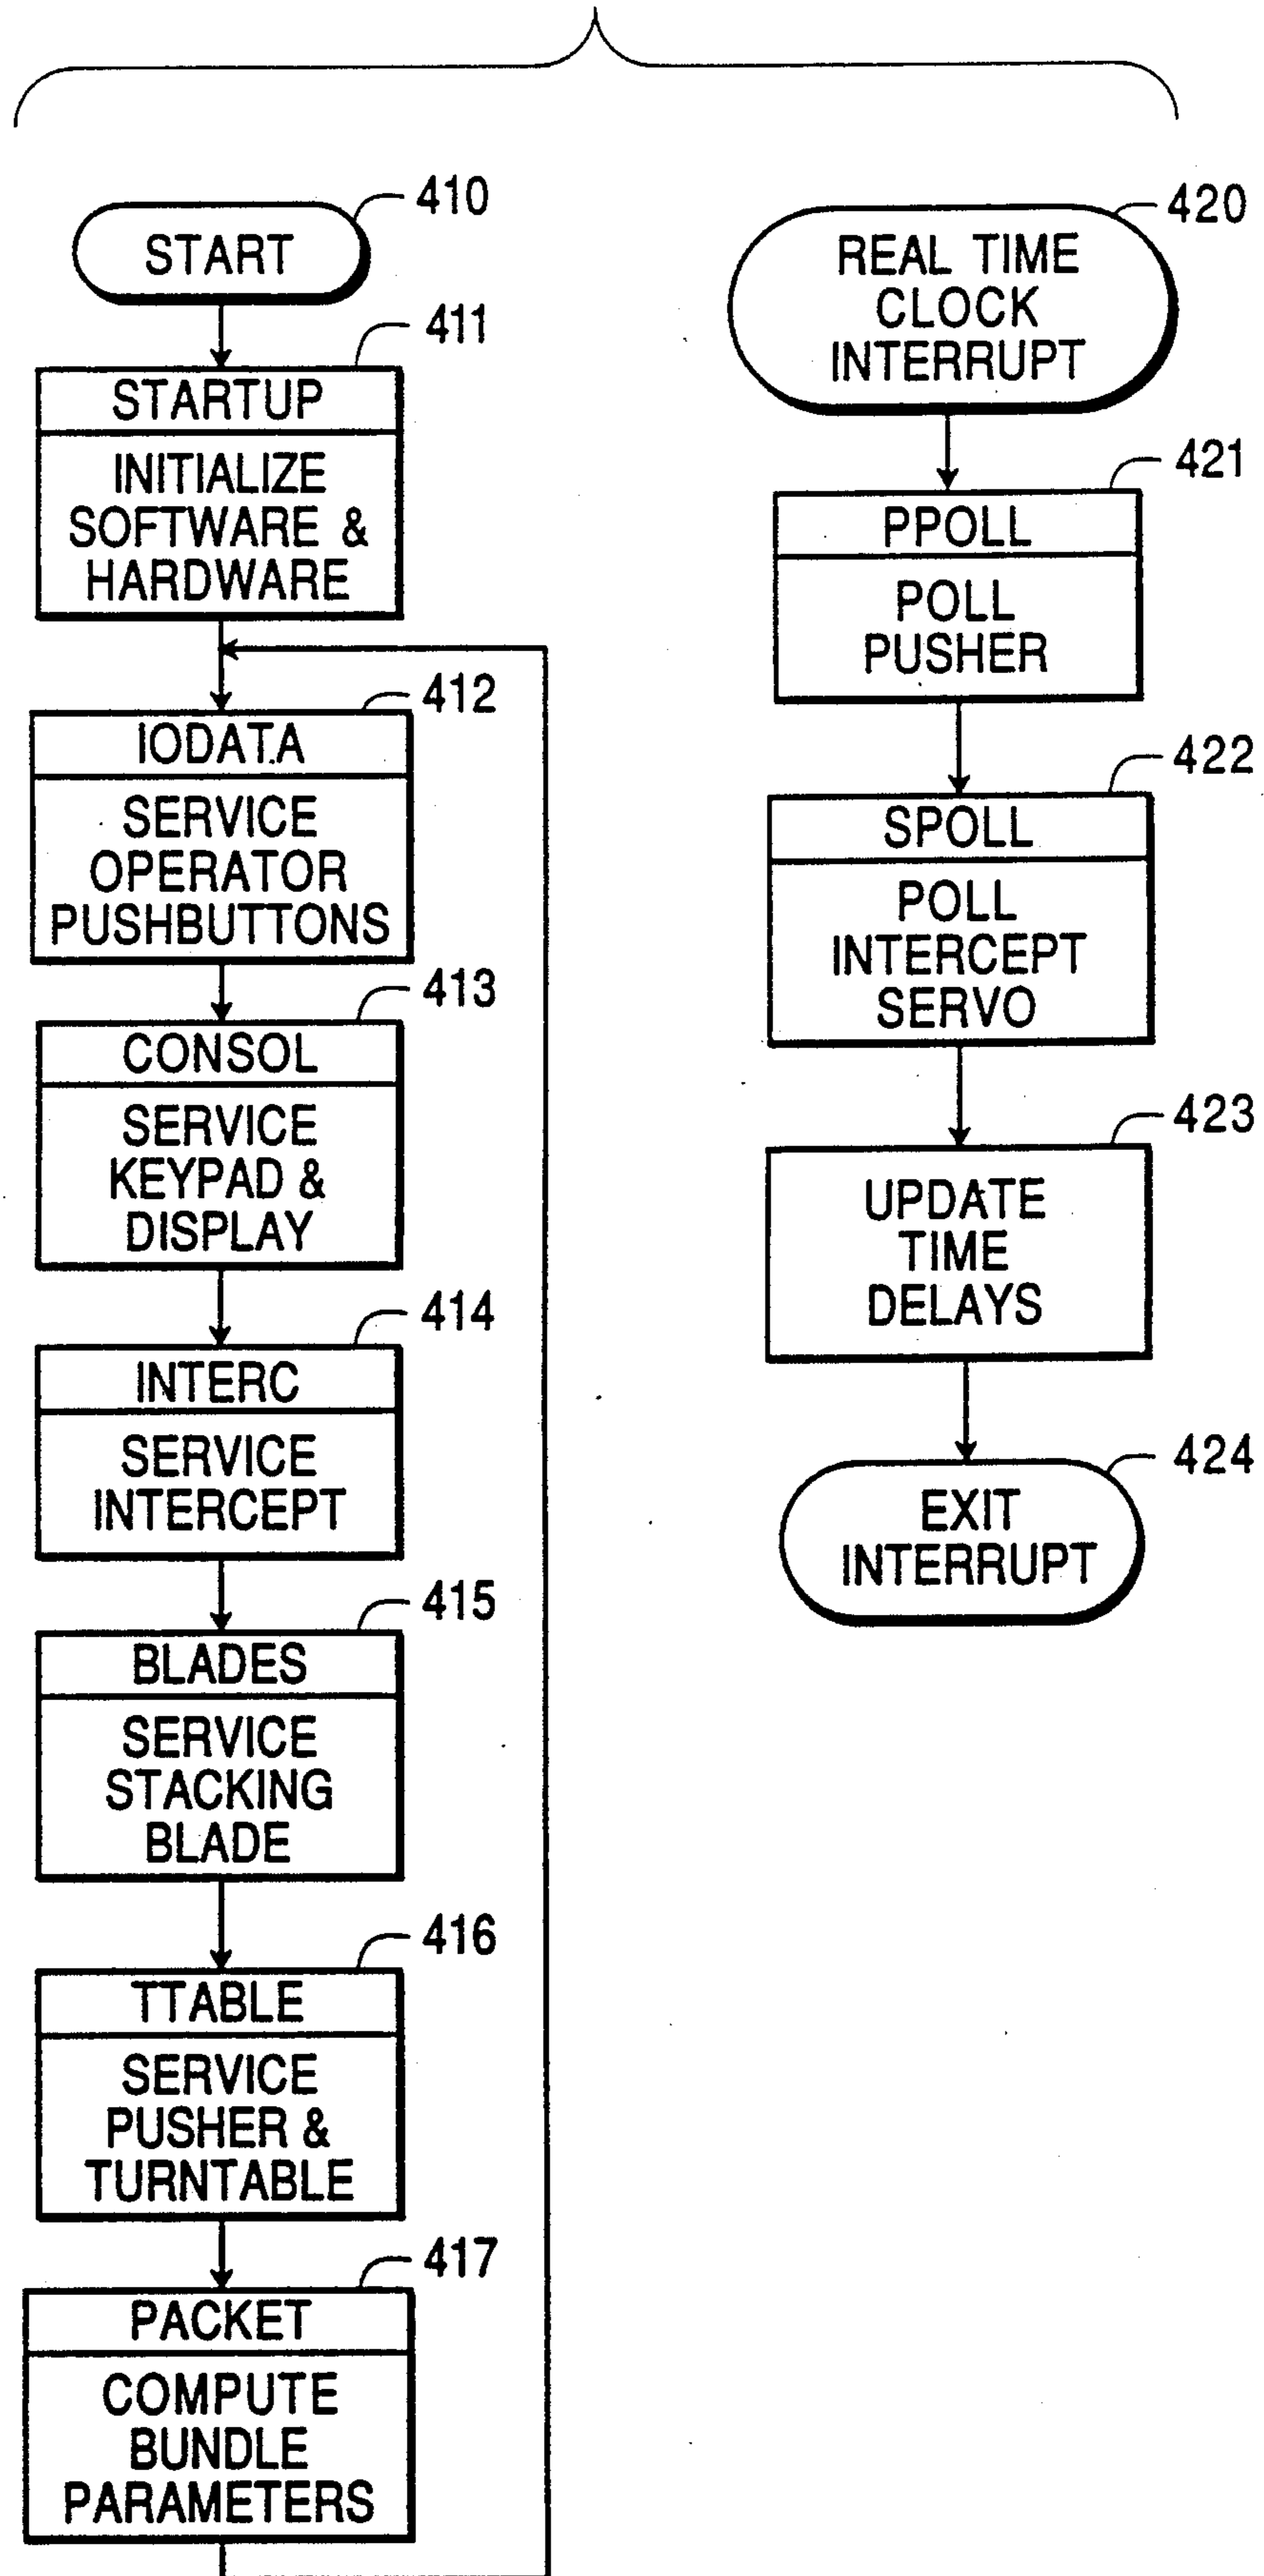 410
START
411
STARTUP
INITIALIZE
SOFTWARE &
HARDWARE
412
IODATA
SERVICE
OPERATOR
PUSHBUTTONS
413
CONSOL
SERVICE
KEYPAD &
DISPLAY
414
INTERC
SERVICE
INTERCEPT
415
BLADES
SERVICE
STACKING
BLADE
416
TTABLE
SERVICE
PUSHER &
TURNTABLE
417
PACKET
COMPUTE
BUNDLE
PARAMETERS
420
REAL TIME
CLOCK
INTERRUPT
421
PPOLL
POLL
PUSHER
422
SPOLL
POLL
INTERCEPT
SERVO
423
UPDATE
TIME
DELAYS
424
EXIT
INTERRUPT